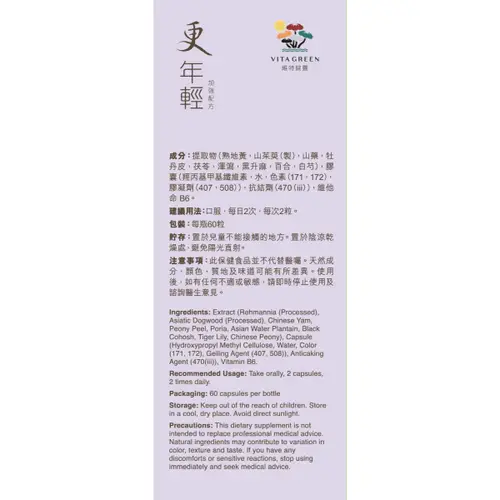 更年輕
加強配方
VITAGREEN
維特健靈
成分：提取物（熟地黃，山茱萸（製），山藥，牡
丹皮，茯苓，澤瀉，黑升麻，百合，白芍），膠
囊（羥丙基甲基纖維素，水，色素（171，172），
膠凝劑（407，508）），抗結劑（470（iii）），維他
命 B6。
建議用法：口服，每日2次，每次2粒。
包裝：每瓶60粒
貯存：置於兒童不能接觸的地方。置於陰涼乾
燥處，避免陽光直射。
注意事項：此保健食品並不代替醫囑。天然成
分，顏色，質地及味道可能有所差異。使用
後，如有任何不適或敏感，請即時停止使用及
諮詢醫生意見。
Ingredients: Extract (Rehmannia (Processed),
Asiatic Dogwood (Processed), Chinese Yam,
Peony Peel, Poria, Asian Water Plantain, Black
Cohosh, Tiger Lily, Chinese Peony), Capsule
(Hydroxypropyl Methyl Cellulose, Water, Color
(171, 172), Gelling Agent (407, 508)), Anticaking
Agent (470(iii)), Vitamin B6.
Recommended Usage: Take orally, 2 capsules,
2 times daily.
Packaging: 60 capsules per bottle
Storage: Keep out of the reach of children. Store
in a cool, dry place. Avoid direct sunlight.
Precautions: This dietary supplement is not
intended to replace professional medical advice.
Natural ingredients may contribute to variation in
color, texture and taste. If you have any
discomforts or sensitive reactions, stop using
immediately and seek medical advice.